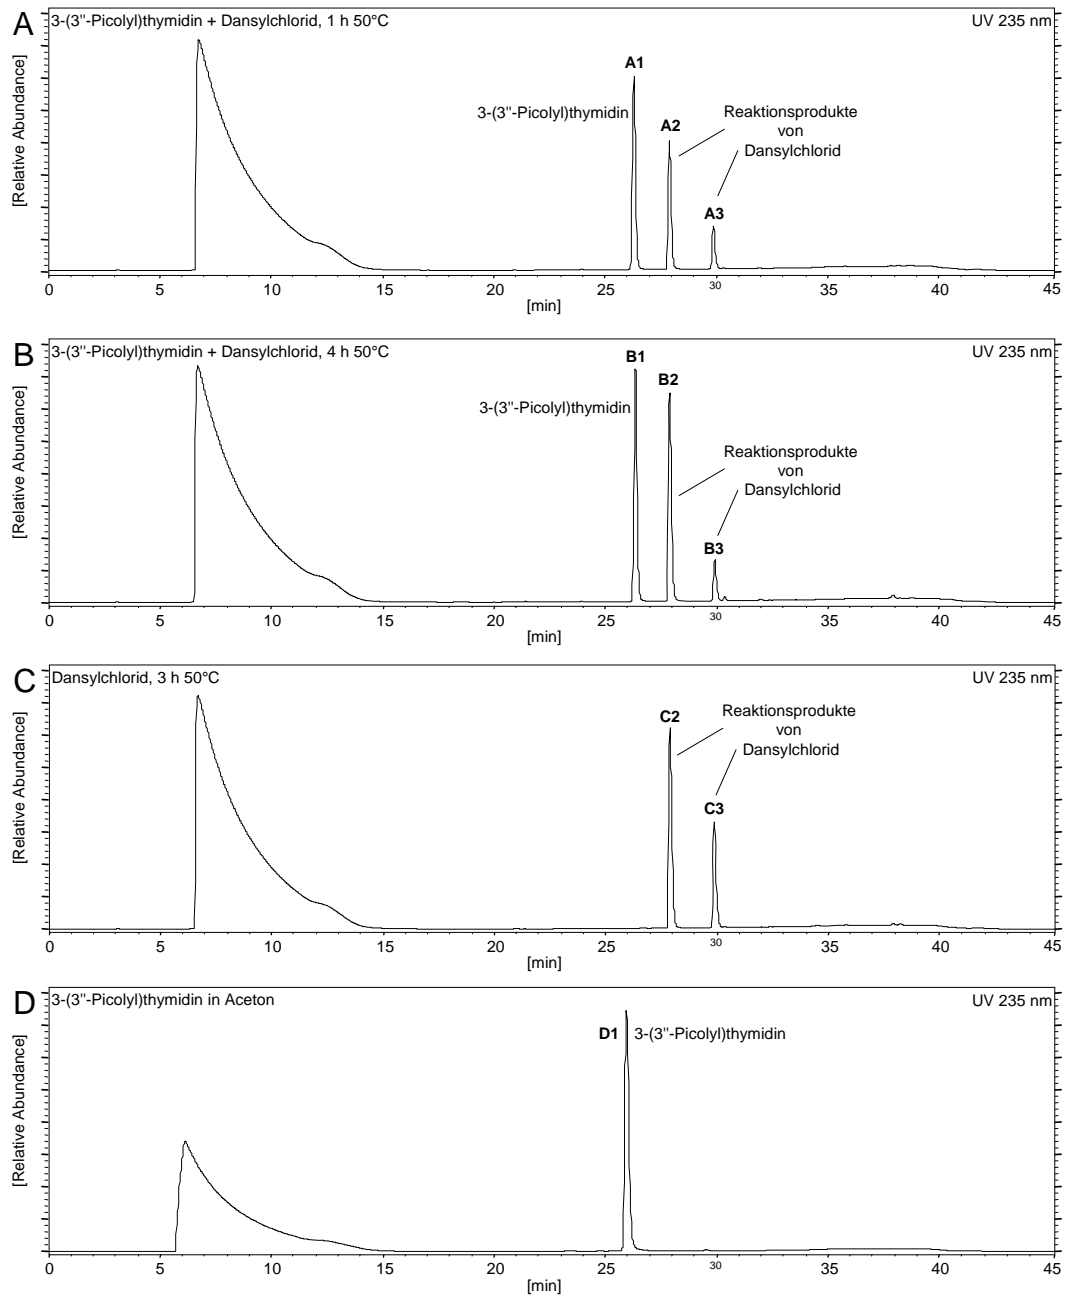 A
3-(3"-Picolyl)thymidin + Dansylchlorid, 1 h 50°C
UV 235 nm
[Relative Abundance]
A1
3-(3"-Picolyl)thymidin
A2
Reaktionsprodukte
von
Dansylchlorid
A3
0 5 10 15 20 25 30 35 40 45
[min]
B
3-(3"-Picolyl)thymidin + Dansylchlorid, 4 h 50°C
UV 235 nm
[Relative Abundance]
B1
B2
3-(3"-Picolyl)thymidin
Reaktionsprodukte
von
Dansylchlorid
B3
0 5 10 15 20 25 30 35 40 45
[min]
C
Dansylchlorid, 3 h 50°C
UV 235 nm
[Relative Abundance]
C2
Reaktionsprodukte
von
Dansylchlorid
C3
0 5 10 15 20 25 30 35 40 45
[min]
D
3-(3"-Picolyl)thymidin in Aceton
UV 235 nm
[Relative Abundance]
D1 3-(3"-Picolyl)thymidin
0 5 10 15 20 25 30 35 40 45
[min]